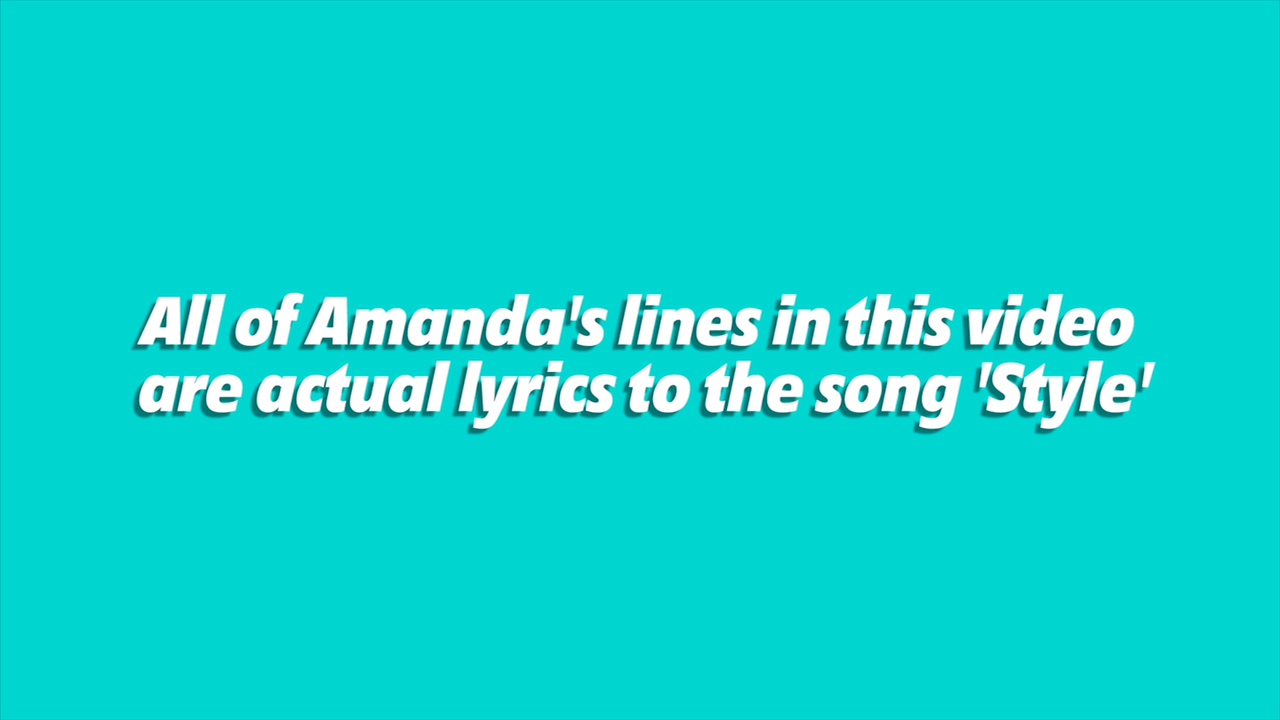 All of Amanda's lines in this video
are actual lyrics to the song 'Style'